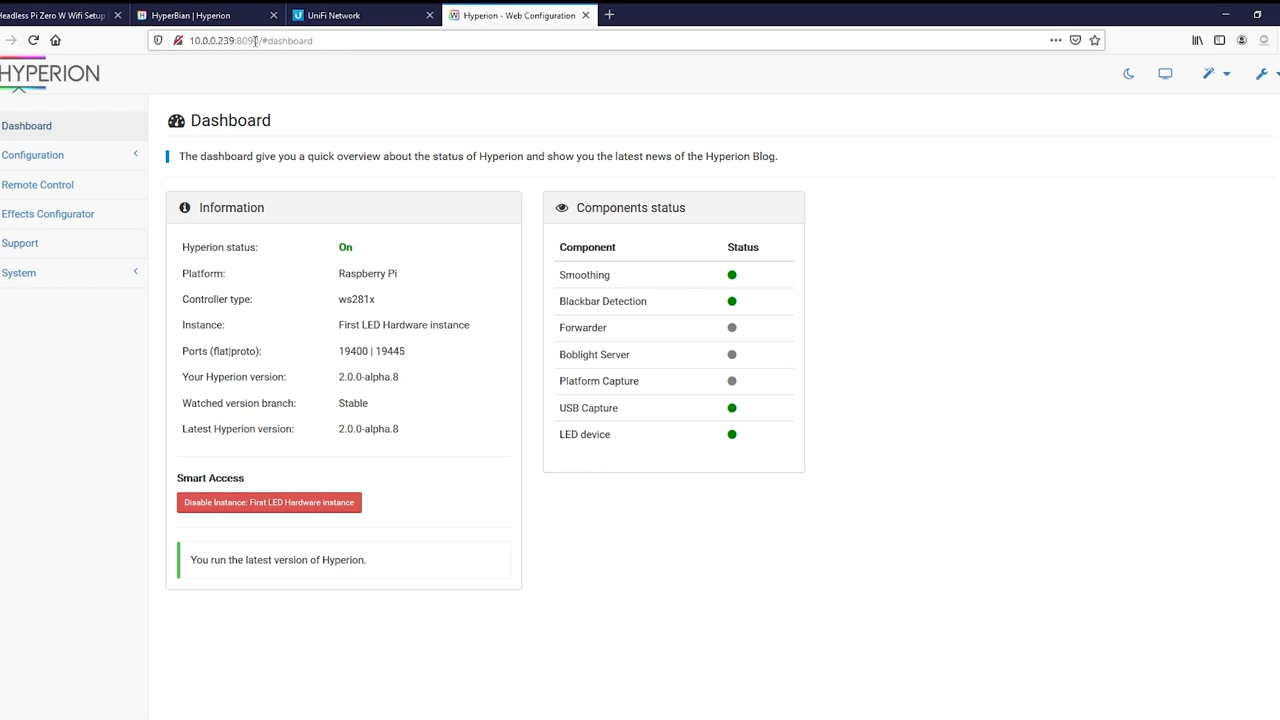 Headless Pi Zero W Wifi Setup
HyperBian | Hyperion
UniFi Network
Hyperion - Web Configuration
10.0.0.239:8090/#dashboard
HYPERION
Dashboard
Configuration
Remote Control
Effects Configurator
Support
System
Dashboard
The dashboard give you a quick overview about the status of Hyperion and show you the latest news of the Hyperion Blog.
Information
Hyperion status: On
Platform: Raspberry Pi
Controller type: ws281x
Instance: First LED Hardware instance
Ports (flat|proto): 19400 | 19445
Your Hyperion version: 2.0.0-alpha.8
Watched version branch: Stable
Latest Hyperion version: 2.0.0-alpha.8
Smart Access
Disable Instance: First LED Hardware instance
You run the latest version of Hyperion.
Components status
Component Status
Smoothing
Blackbar Detection
Forwarder
Boblight Server
Platform Capture
USB Capture
LED device